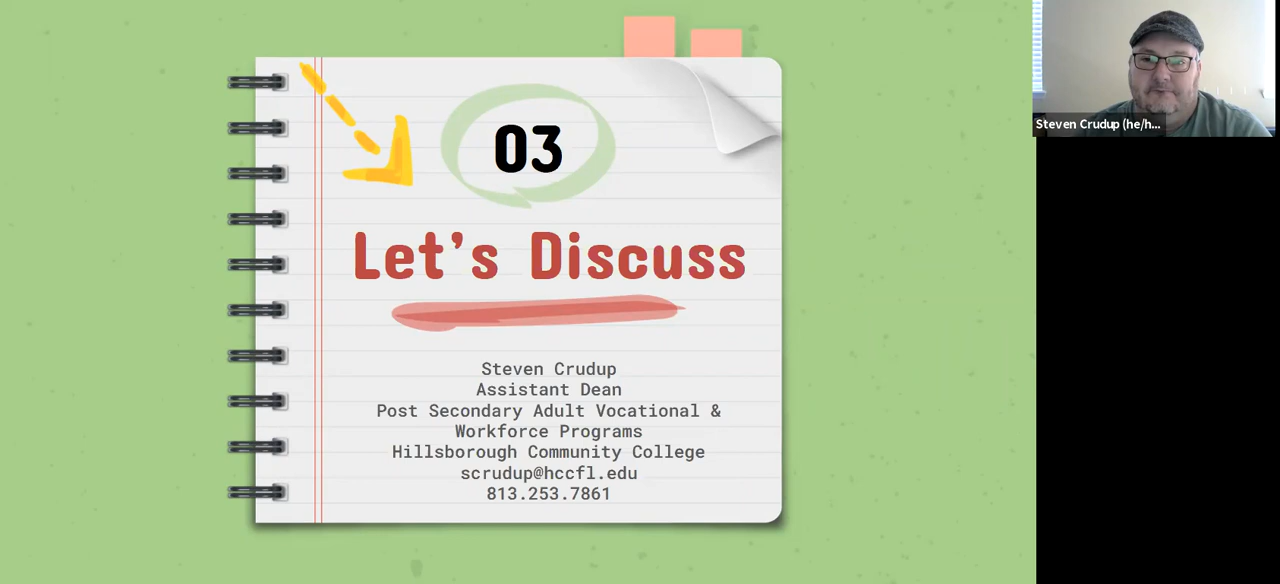 03
Let's Discuss
Steven Crudup
Assistant Dean
Post Secondary Adult Vocational &
Workforce Programs
Hillsborough Community College
scrudup@hccfl.edu
813.253.7861
Steven Crudup (he/h...